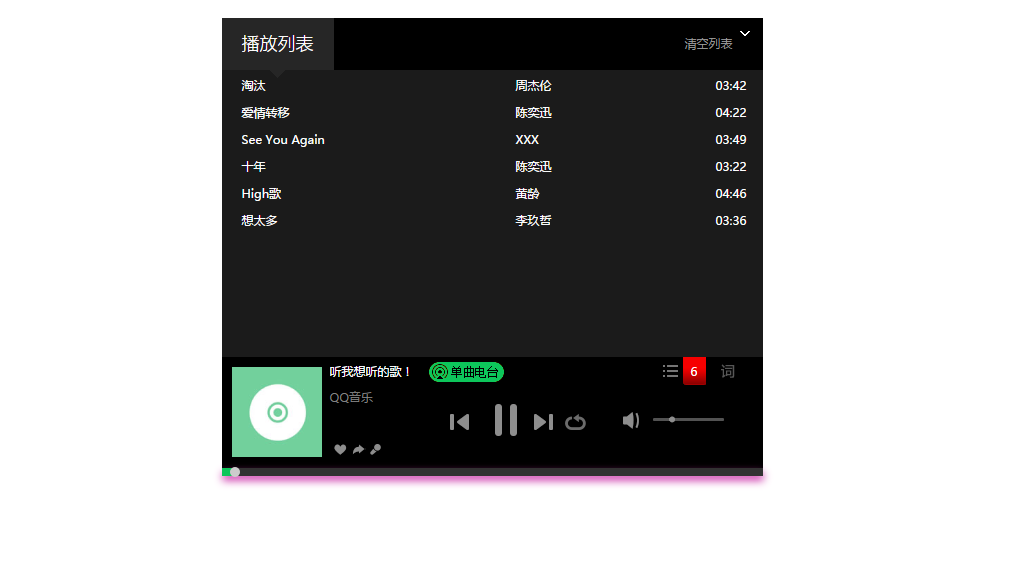 播放列表 清空列表
淘汰 周杰伦 03:42
爱情转移 陈奕迅 04:22
See You Again XXX 03:49
十年 陈奕迅 03:22
High歌 黄龄 04:46
想太多 李玖哲 03:36
听我想听的歌！ 单曲电台 6 词
QQ音乐